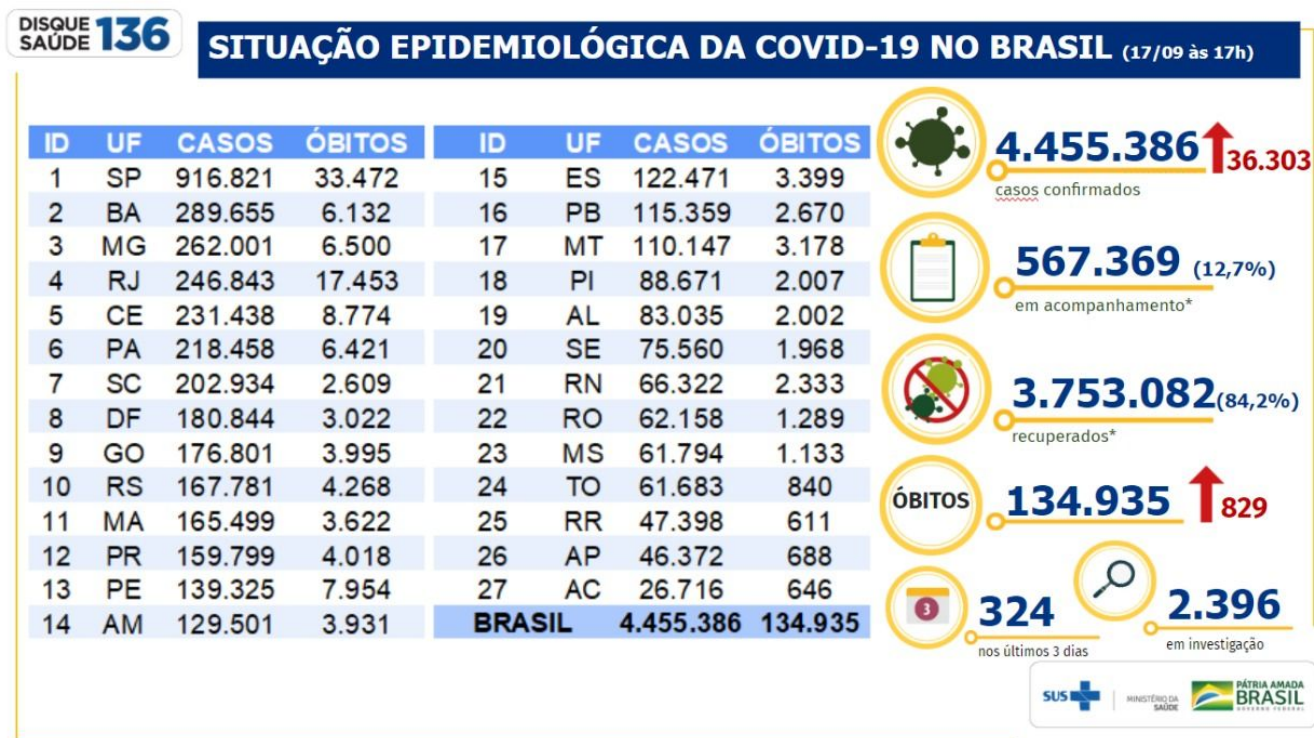 DISQUE
SAÚDE 136
SITUAÇÃO EPIDEMIOLÓGICA DA COVID-19 NO BRASIL (17/09 às 17h)
ID UF CASOS ÓBITOS ID UF CASOS ÓBITOS
1 SP 916.821 33.472 15 ES 122.471 3.399
2 BA 289.655 6.132 16 PB 115.359 2.670
3 MG 262.001 6.500 17 MT 110.147 3.178
4 RJ 246.843 17.453 18 PI 88.671 2.007
5 CE 231.438 8.774 19 AL 83.035 2.002
6 PA 218.458 6.421 20 SE 75.560 1.968
7 SC 202.934 2.609 21 RN 66.322 2.333
8 DF 180.844 3.022 22 RO 62.158 1.289
9 GO 176.801 3.995 23 MS 61.794 1.133
10 RS 167.781 4.268 24 TO 61.683 840
11 MA 165.499 3.622 25 RR 47.398 611
12 PR 159.799 4.018 26 AP 46.372 688
13 PE 139.325 7.954 27 AC 26.716 646
14 AM 129.501 3.931 BRASIL 4.455.386 134.935
4.455.386 36.303
casos confirmados
567.369 (12,7%)
em acompanhamento*
3.753.082 (84,2%)
recuperados*
ÓBITOS 134.935 829
3 324
nos últimos 3 dias
2.396
em investigação
SUS
MINISTÉRIO DA
SAÚDE
PÁTRIA AMADA
BRASIL
GOVERNO FEDERAL